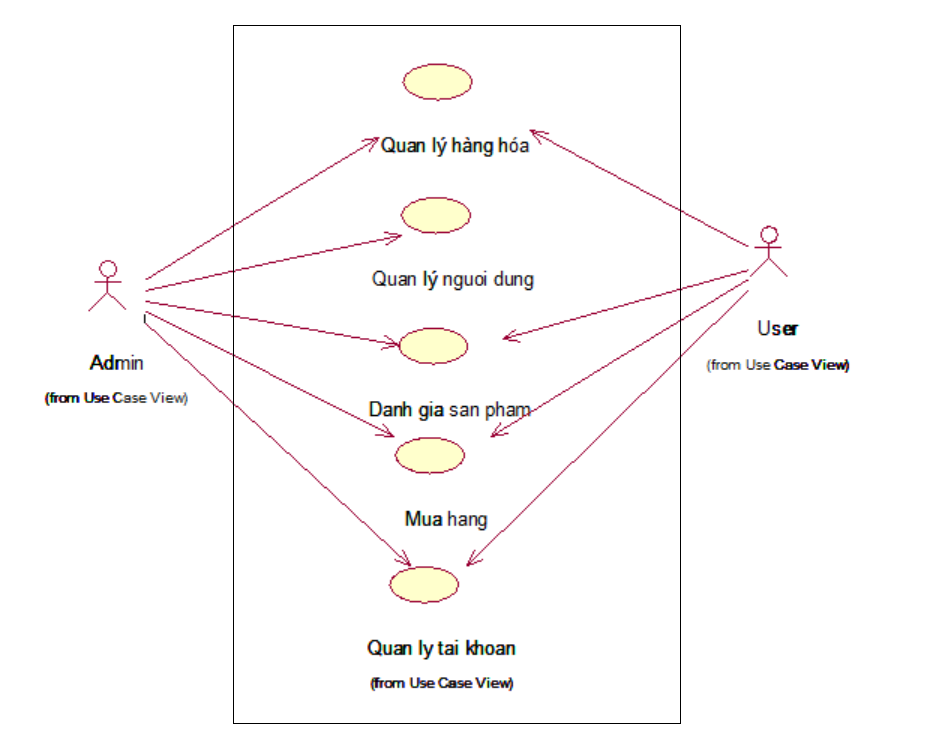 Quan lý hàng hóa
Quan lý nguoi dung
User
(from Use Case View)
Admin
(from Use Case View)
Danh gia san pham
Mua hang
Quan ly tai khoan
(from Use Case View)